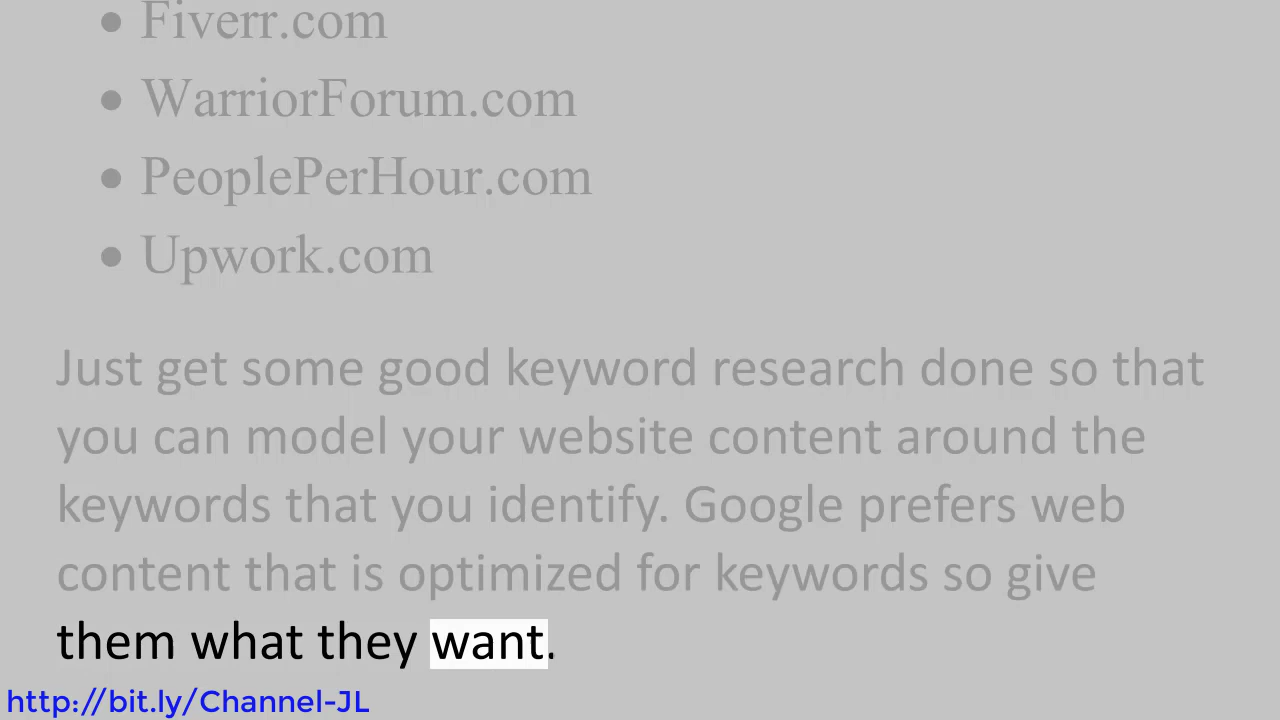 • Fiverr.com
• WarriorForum.com
• PeoplePerHour.com
• Upwork.com
Just get some good keyword research done so that
you can model your website content around the
keywords that you identify. Google prefers web
content that is optimized for keywords so give
them what they want.
http://bit.ly/Channel-JL